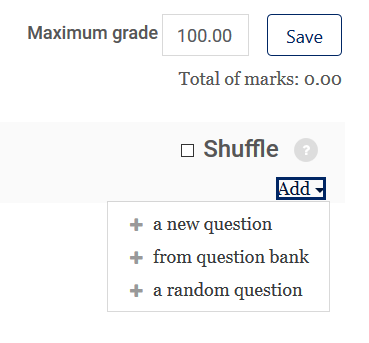 Maximum grade 100.00 Save
Total of marks: 0.00
Shuffle ?
Add
a new question
from question bank
a random question